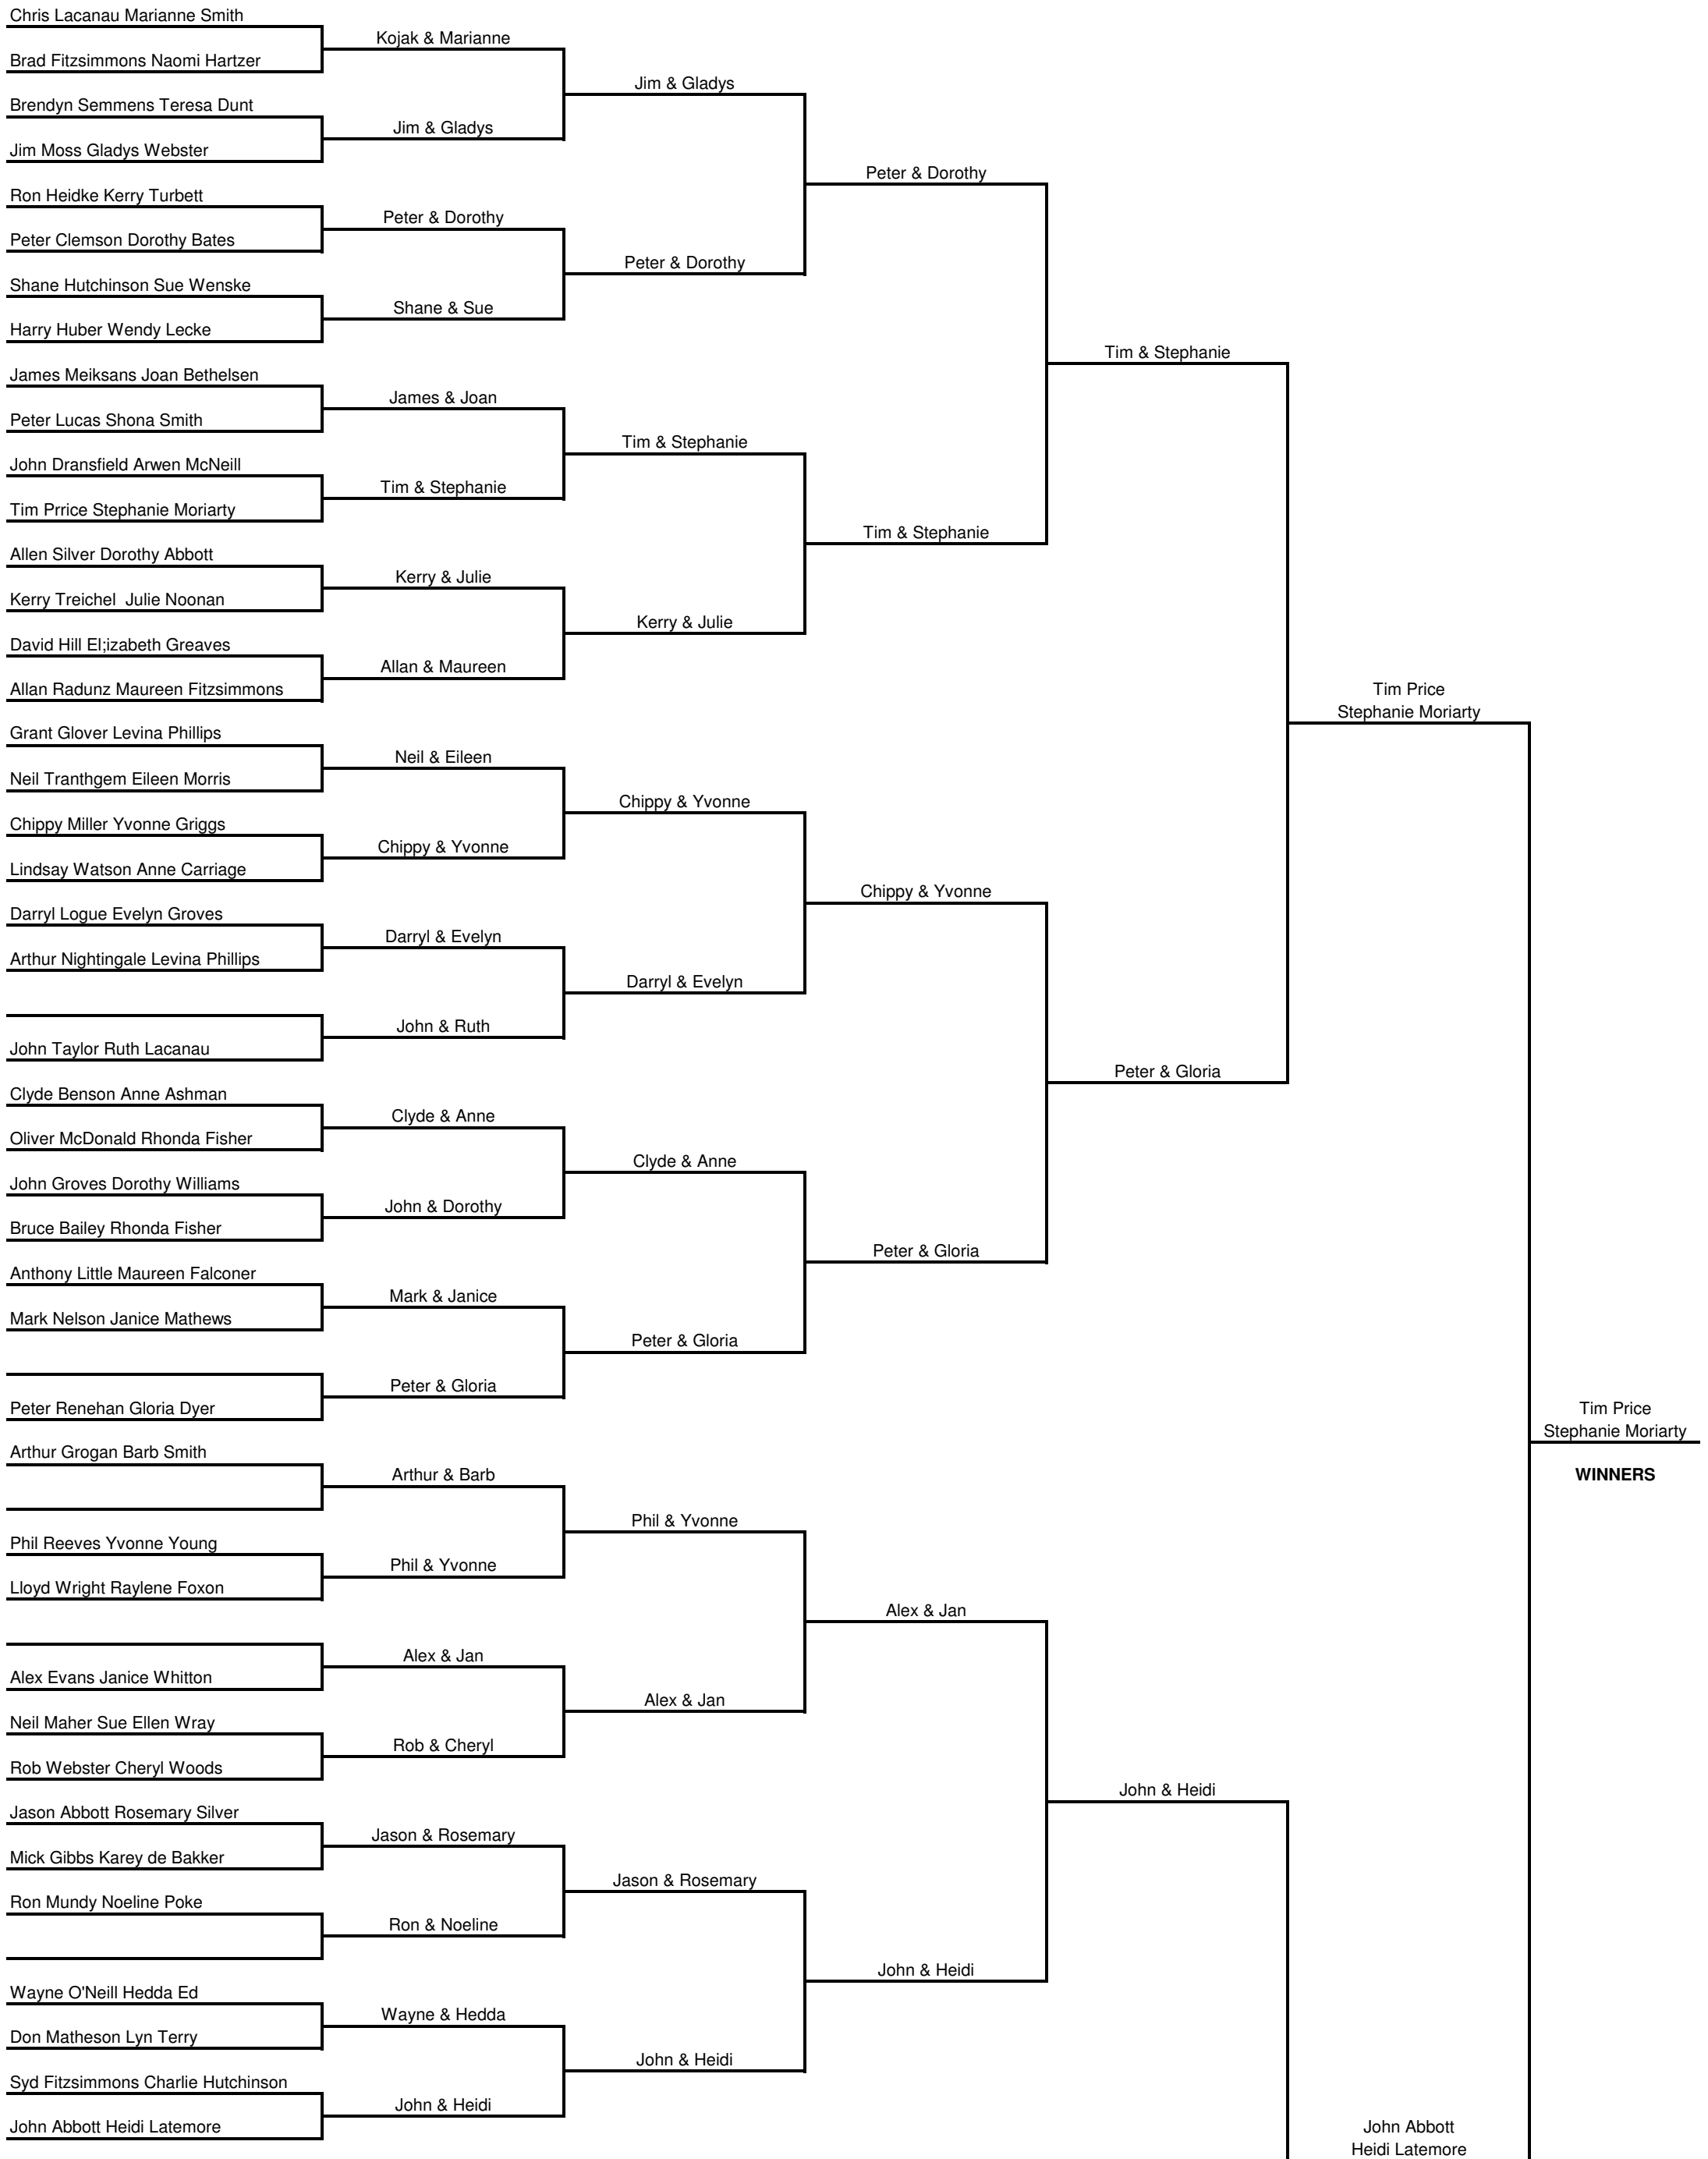 Chris Lacanau Marianne Smith
Brad Fitzsimmons Naomi Hartzer
Brendyn Semmens Teresa Dunt
Jim Moss Gladys Webster
Ron Heidke Kerry Turbett
Peter Clemson Dorothy Bates
Shane Hutchinson Sue Wenske
Harry Huber Wendy Lecke
James Meiksans Joan Bethelsen
Peter Lucas Shona Smith
John Dransfield Arwen McNeill
Tim Prrice Stephanie Moriarty
Allen Silver Dorothy Abbott
Kerry Treichel  Julie Noonan
David Hill El;izabeth Greaves
Allan Radunz Maureen Fitzsimmons
Grant Glover Levina Phillips
Neil Tranthgem Eileen Morris
Chippy Miller Yvonne Griggs
Lindsay Watson Anne Carriage
Darryl Logue Evelyn Groves
Arthur Nightingale Levina Phillips
John Taylor Ruth Lacanau
Clyde Benson Anne Ashman
Oliver McDonald Rhonda Fisher
John Groves Dorothy Williams
Bruce Bailey Rhonda Fisher
Anthony Little Maureen Falconer
Mark Nelson Janice Mathews
Peter Renehan Gloria Dyer
Arthur Grogan Barb Smith
Phil Reeves Yvonne Young
Lloyd Wright Raylene Foxon
Alex Evans Janice Whitton
Neil Maher Sue Ellen Wray
Rob Webster Cheryl Woods
Jason Abbott Rosemary Silver
Mick Gibbs Karey de Bakker
Ron Mundy Noeline Poke
Wayne O'Neill Hedda Ed
Don Matheson Lyn Terry
Syd Fitzsimmons Charlie Hutchinson
John Abbott Heidi Latemore
Kojak & Marianne
Jim & Gladys
Peter & Dorothy
Shane & Sue
James & Joan
Tim & Stephanie
Kerry & Julie
Allan & Maureen
Neil & Eileen
Chippy & Yvonne
Darryl & Evelyn
John & Ruth
Clyde & Anne
John & Dorothy
Mark & Janice
Peter & Gloria
Arthur & Barb
Phil & Yvonne
Alex & Jan
Rob & Cheryl
Jason & Rosemary
Ron & Noeline
Wayne & Hedda
John & Heidi
Jim & Gladys
Peter & Dorothy
Tim & Stephanie
Kerry & Julie
Chippy & Yvonne
Darryl & Evelyn
Clyde & Anne
Peter & Gloria
Phil & Yvonne
Alex & Jan
Jason & Rosemary
John & Heidi
Peter & Dorothy
Tim & Stephanie
Chippy & Yvonne
Peter & Gloria
Alex & Jan
John & Heidi
Tim & Stephanie
Peter & Gloria
John & Heidi
Tim Price
Stephanie Moriarty
John Abbott
Heidi Latemore
Tim Price
Stephanie Moriarty
WINNERS